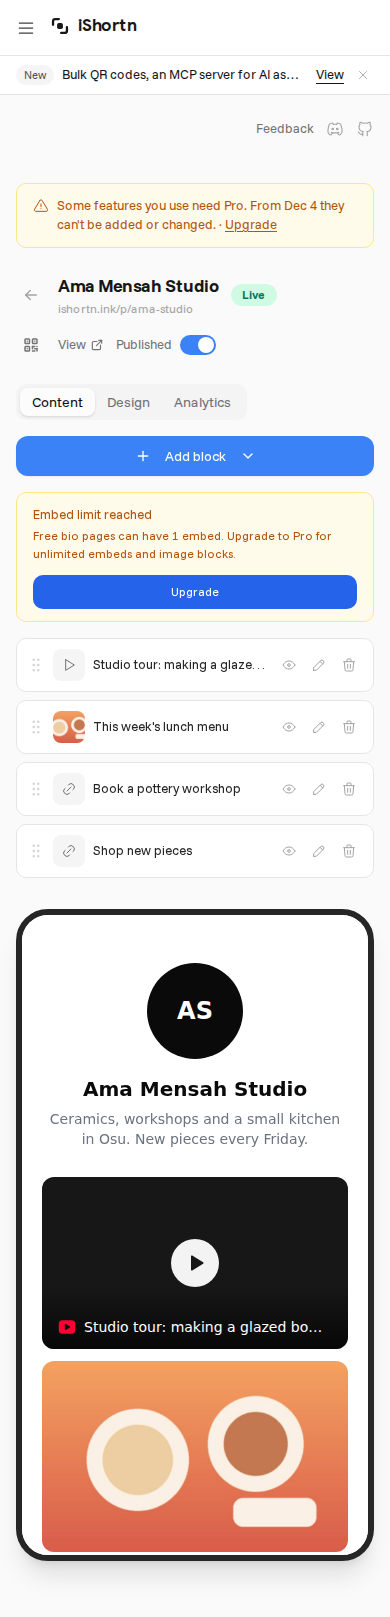 iShortn
New Bulk QR codes, an MCP server for AI as... View
Feedback
Some features you use need Pro. From Dec 4 they
can't be added or changed. · Upgrade
Ama Mensah Studio Live
ishortn.ink/p/ama-studio
View Published
Content Design Analytics
Add block
Embed limit reached
Free bio pages can have 1 embed. Upgrade to Pro for
unlimited embeds and image blocks.
Upgrade
Studio tour: making a glaze...
This week's lunch menu
Book a pottery workshop
Shop new pieces
AS
Ama Mensah Studio
Ceramics, workshops and a small kitchen
in Osu. New pieces every Friday.
Studio tour: making a glazed bo...